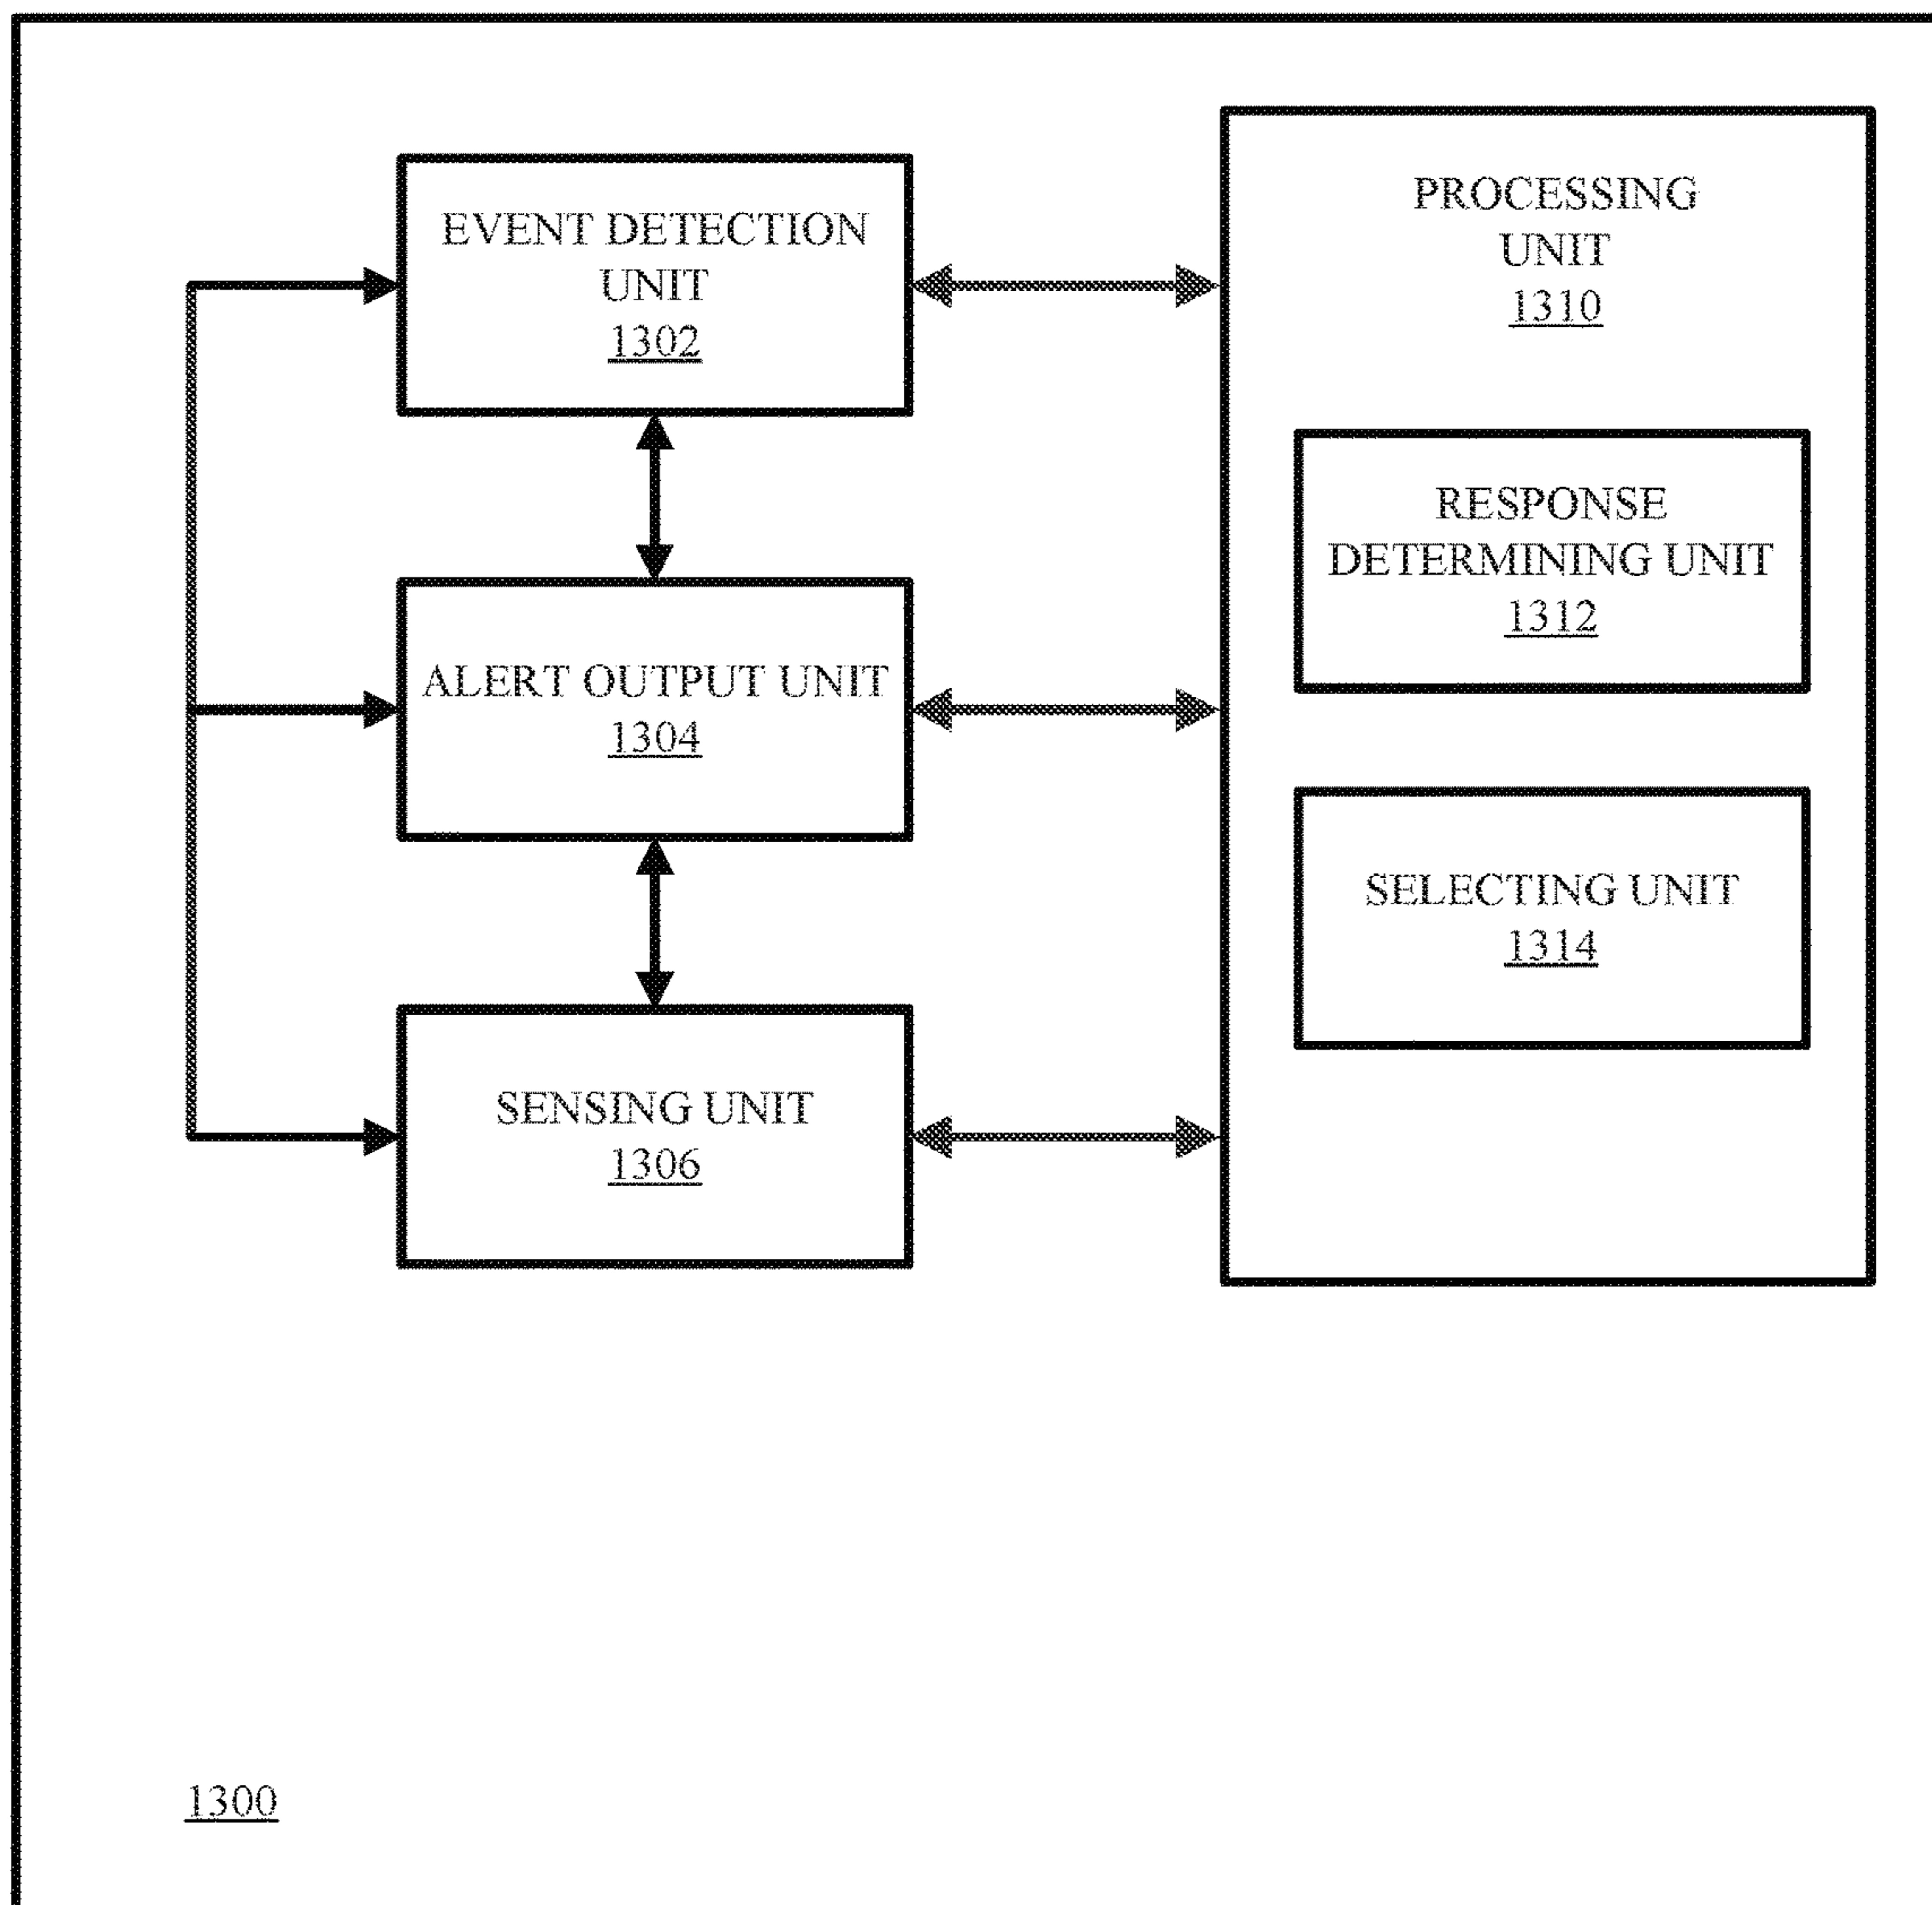 EVENT DETECTION
UNIT
1302
ALERT OUTPUT UNIT
1304
SENSING UNIT
1306
PROCESSING
UNIT
1310
RESPONSE
DETERMINING UNIT
1312
SELECTING UNIT
1314
1300